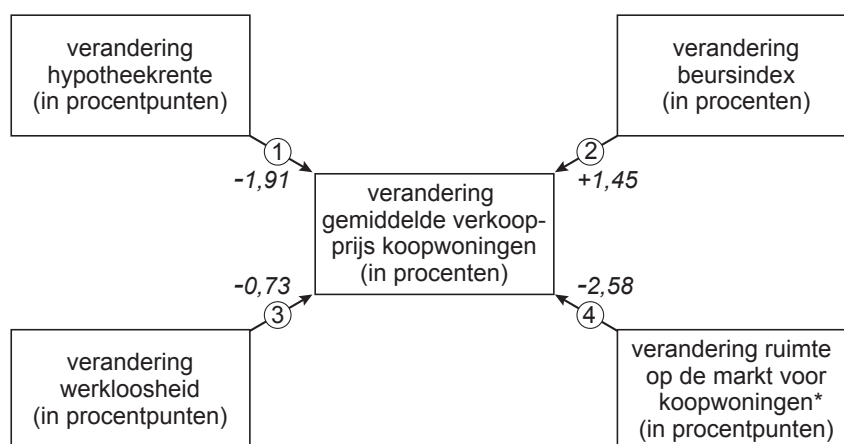 verandering
hypotheekrente
(in procentpunten)
verandering
beursindex
(in procenten)
1
-1,91
2
+1,45
verandering
gemiddelde verkoop-
prijs koopwoningen
(in procenten)
-0,73
3
-2,58
4
verandering
werkloosheid
(in procentpunten)
verandering ruimte
op de markt voor
koopwoningen*
(in procentpunten)